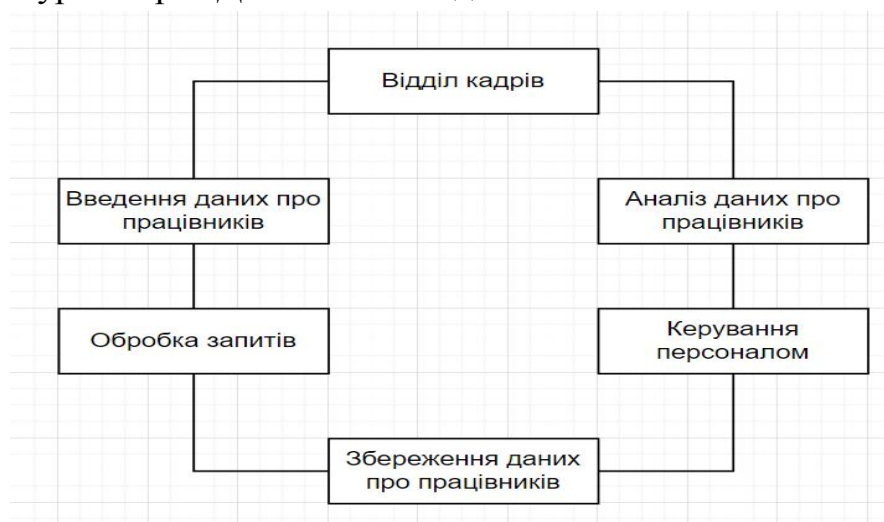 Відділ кадрів
Введення даних про
працівників
Аналіз даних про
працівників
Обробка запитів
Керування
персоналом
Збереження даних
про працівників